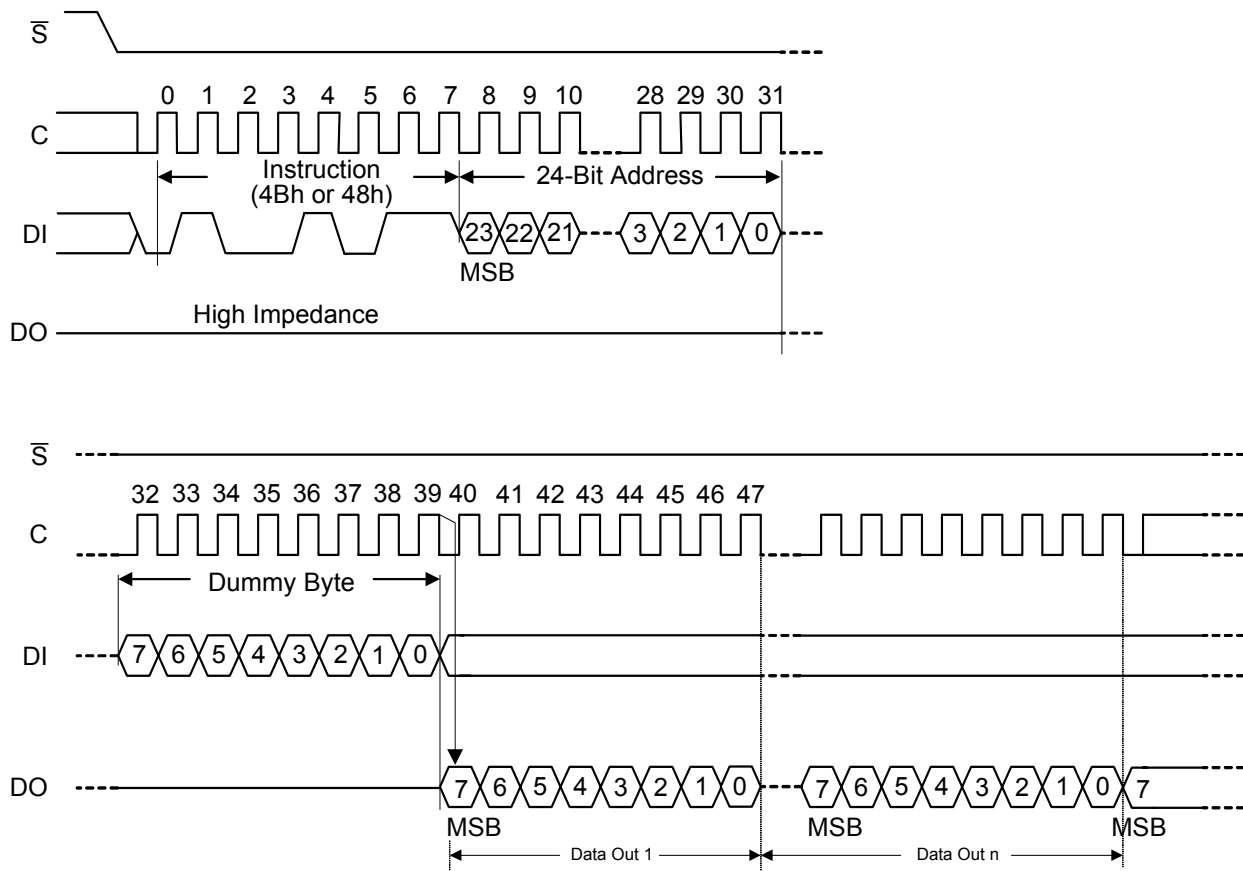 S
0 1 2 3 4 5 6 7 8 9 10 28 29 30 31
C
Instruction
(4Bh or 48h)
24-Bit Address
DI
23 22 21 3 2 1 0
MSB
High Impedance
DO
S
32 33 34 35 36 37 38 39 40 41 42 43 44 45 46 47
C
Dummy Byte
DI
7 6 5 4 3 2 1 0
DO
7 6 5 4 3 2 1 0 7 6 5 4 3 2 1 0 7
MSB MSB MSB
Data Out 1 Data Out n